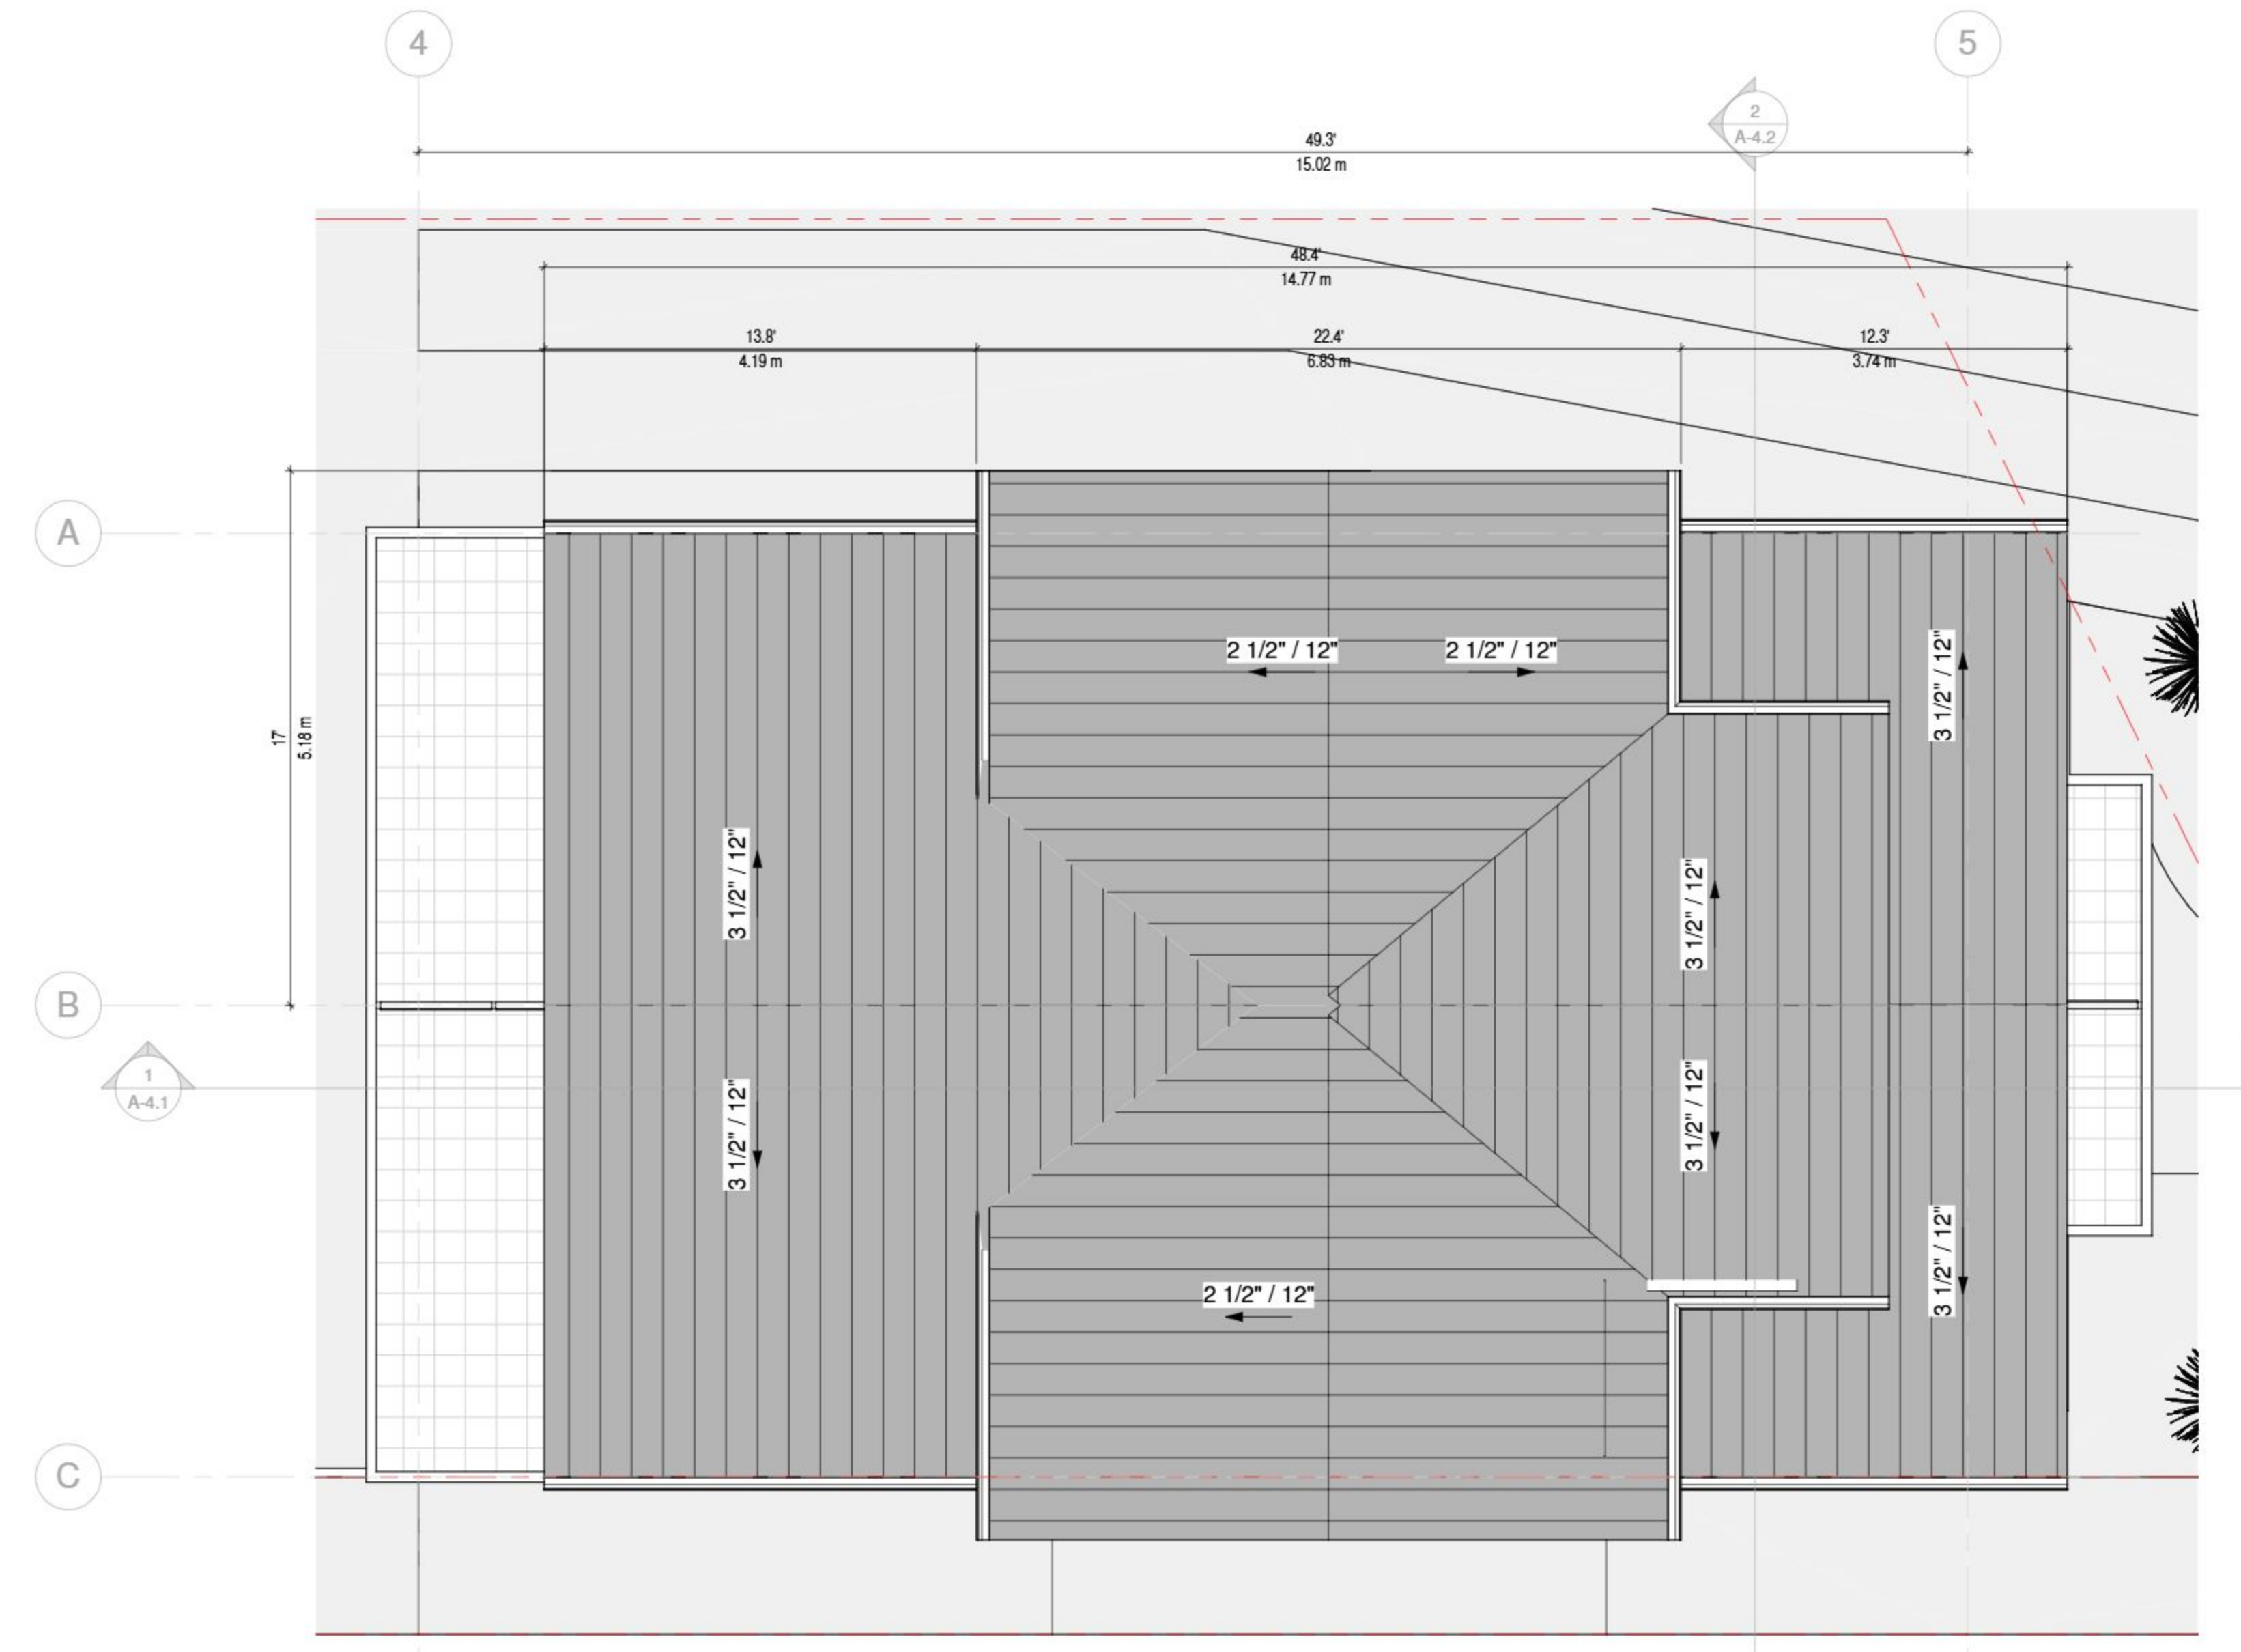 4
5
2
A-4.2
49.3'
15.02 m
48.4'
14.77 m
13.8'
22.4'
12.3'
4.19 m
6.83 m
3.74 m
A
2 1/2" / 12"
2 1/2" / 12"
3 1/2" / 12"
17'
5.18 m
3 1/2" / 12"
3 1/2" / 12"
B
1
A-4.1
3 1/2" / 12"
3 1/2" / 12"
3 1/2" / 12"
2 1/2" / 12"
C